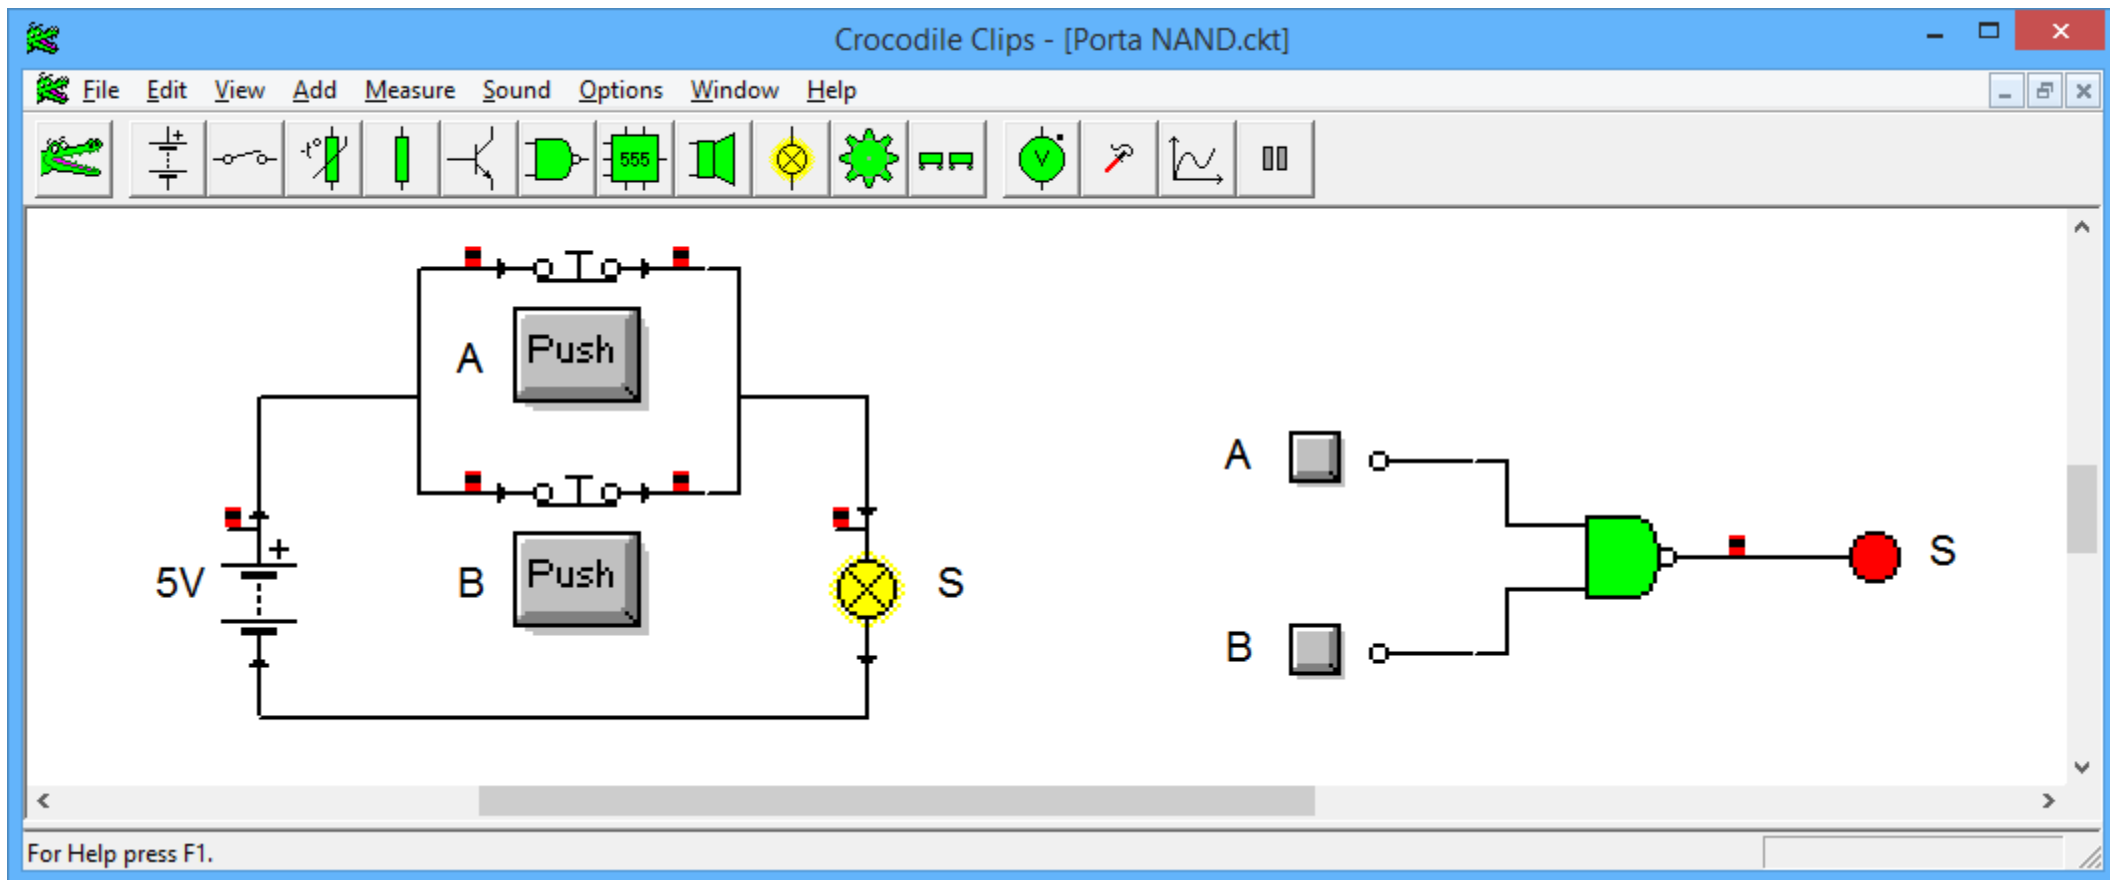 Crocodile Clips - [Porta NAND.ckt]
File Edit View Add Measure Sound Options Window Help
555 V
A Push
A
5V B Push S
S
B
For Help press F1.